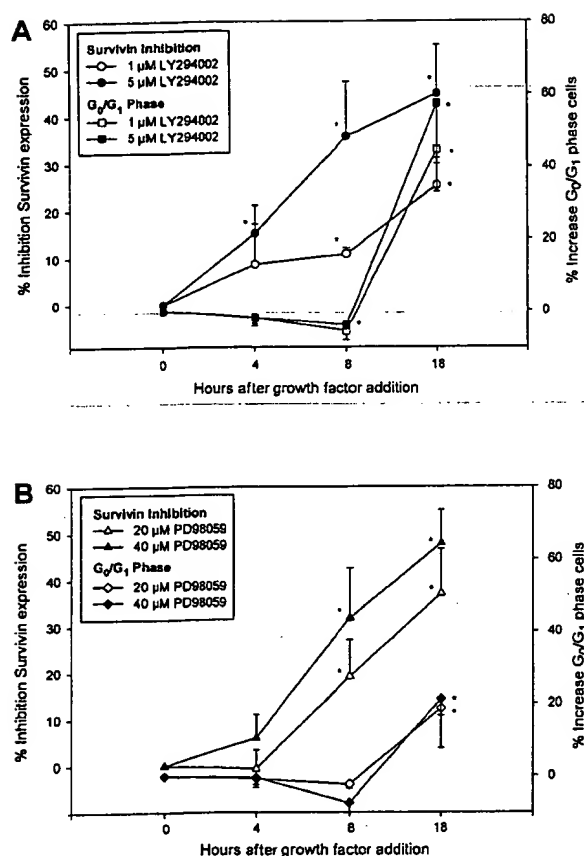 A
Survivin Inhibition
1 µM LY294002
5 µM LY294002
G0/G1 Phase
1 µM LY294002
5 µM LY294002
% Inhibition Survivin expression
60
50
40
30
20
10
0
% Increase G0/G1 phase cells
80
60
40
20
0
0 4 8 18
Hours after growth factor addition
B
Survivin Inhibition
20 µM PD98059
40 µM PD98059
G0/G1 Phase
20 µM PD98059
40 µM PD98059
% Inhibition Survivin expression
60
50
40
30
20
10
0
% Increase G0/G1 phase cells
80
60
40
20
0
0 4 8 18
Hours after growth factor addition